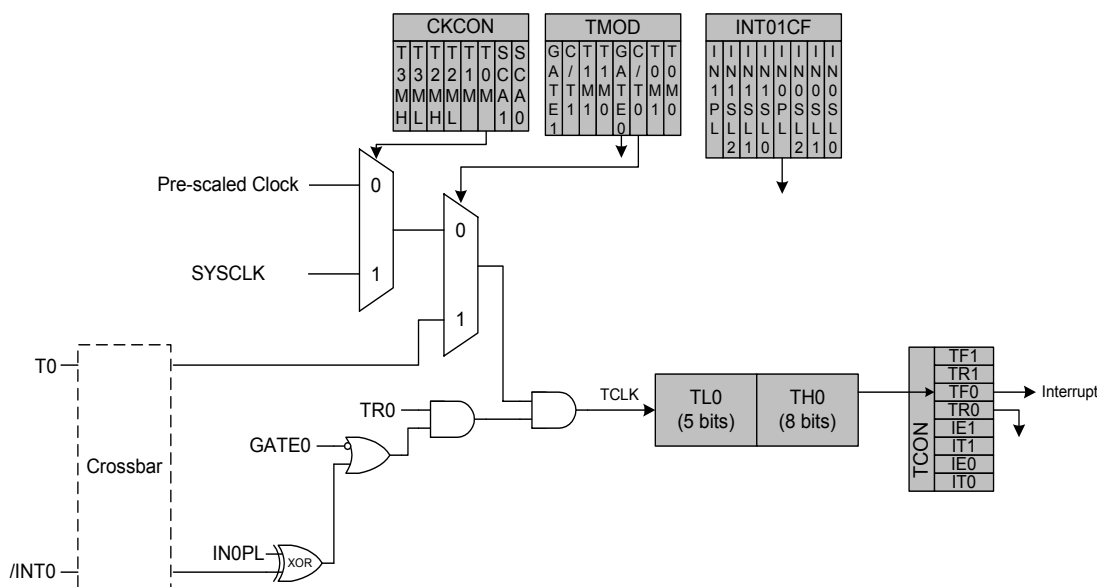 CKCON
T3MH
T3ML
T2MH
T2ML
T1M
T0M
SCA1
SCA0
TMOD
GATE1
C/T1
T1M1
T1M0
GATE0
C/T0
T0M1
T0M0
INT01CF
IN1PL
IN1SL2
IN1SL1
IN1SL0
IN0PL
IN0SL2
IN0SL1
IN0SL0
Pre-scaled Clock
0
SYSCLK
1
0
1
T0
Crossbar
/INT0
TR0
GATE0
IN0PL
XOR
TCLK
TL0
(5 bits)
TH0
(8 bits)
TCON
TF1
TR1
TF0
TR0
IE1
IT1
IE0
IT0
Interrupt